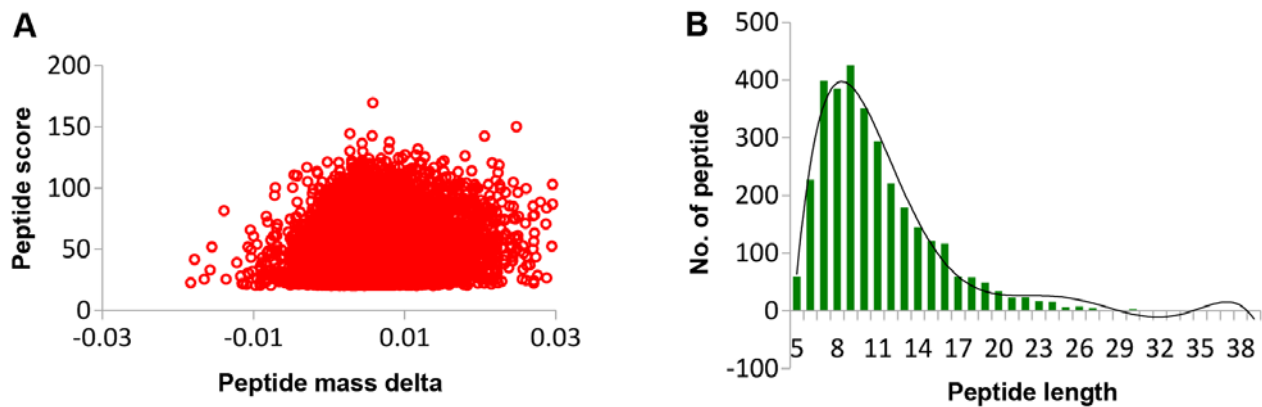 A
Peptide score
200
150
100
50
0
-0.03 -0.01 0.01 0.03
Peptide mass delta
B
No. of peptide
500
400
300
200
100
0
-100
5 8 11 14 17 20 23 26 29 32 35 38
Peptide length